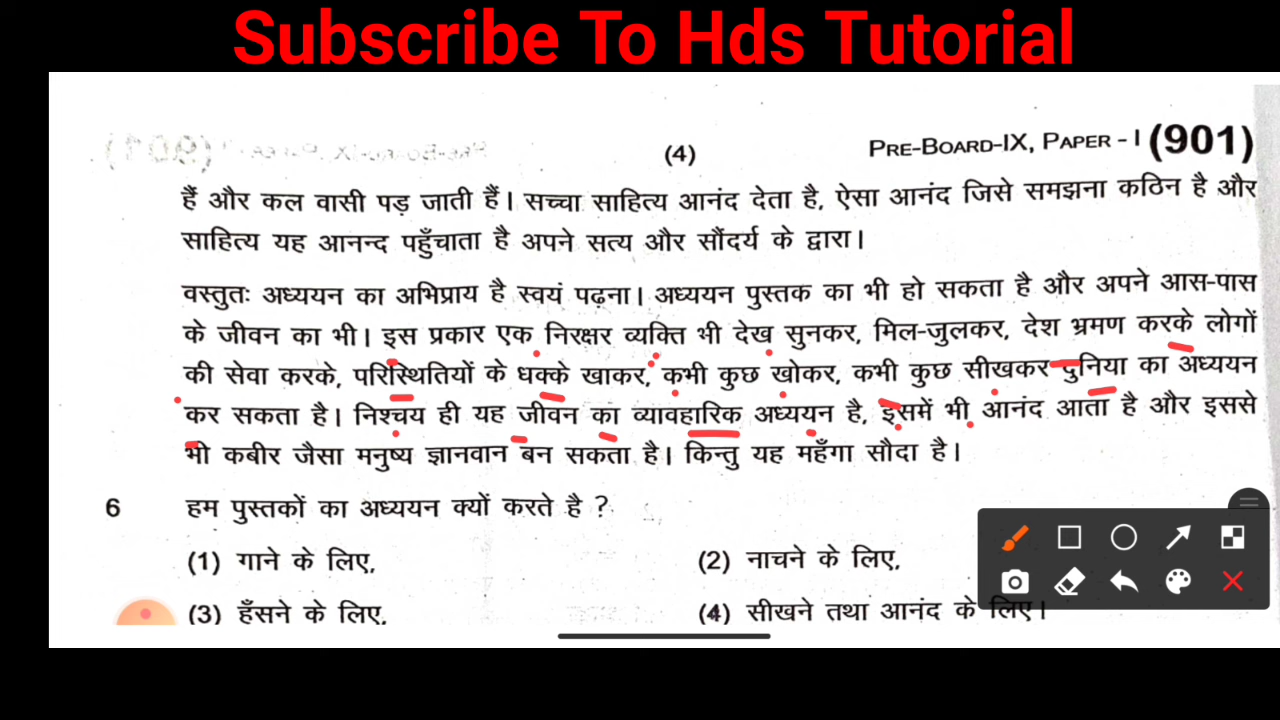 Subscribe To Hds Tutorial
(4)
PRE-BOARD-IX, PAPER - I (901)
हैं और कल वासी पड़ जाती हैं। सच्चा साहित्य आनंद देता है, ऐसा आनंद जिसे समझना कठिन है और
साहित्य यह आनन्द पहुँचाता है अपने सत्य और सौंदर्य के द्वारा।
वस्तुतः अध्ययन का अभिप्राय है स्वयं पढ़ना। अध्ययन पुस्तक का भी हो सकता है और अपने आस-पास
के जीवन का भी। इस प्रकार एक निरक्षर व्यक्ति भी देख सुनकर, मिल-जुलकर, देश भ्रमण करके लोगों
की सेवा करके, परिस्थितियों के धक्के खाकर, कभी कुछ खोकर, कभी कुछ सीखकर दुनिया का अध्ययन
कर सकता है। निश्चय ही यह जीवन का व्यावहारिक अध्ययन है, इसमें भी आनंद आता है और इससे
भी कबीर जैसा मनुष्य ज्ञानवान बन सकता है। किन्तु यह महँगा सौदा है।
6 हम पुस्तकों का अध्ययन क्यों करते है ?
(1) गाने के लिए, (2) नाचने के लिए,
(3) हँसने के लिए, (4) सीखने तथा आनंद के लिए।